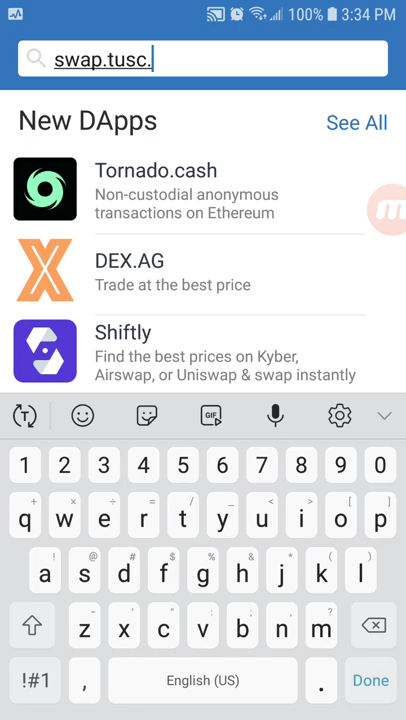 100% 3:34 PM
swap.tusc.
New DApps See All
Tornado.cash
Non-custodial anonymous
transactions on Ethereum
DEX.AG
Trade at the best price
Shiftly
Find the best prices on Kyber,
Airswap, or Uniswap & swap instantly
T GIF
1 2 3 4 5 6 7 8 9 0
+ × ÷ = / _ < > [ ]
q w e r t y u i o p
! @ # $ % & * ( )
a s d f g h j k l
- ' " : ; , ?
z x c v b n m
!#1 , English (US) . Done